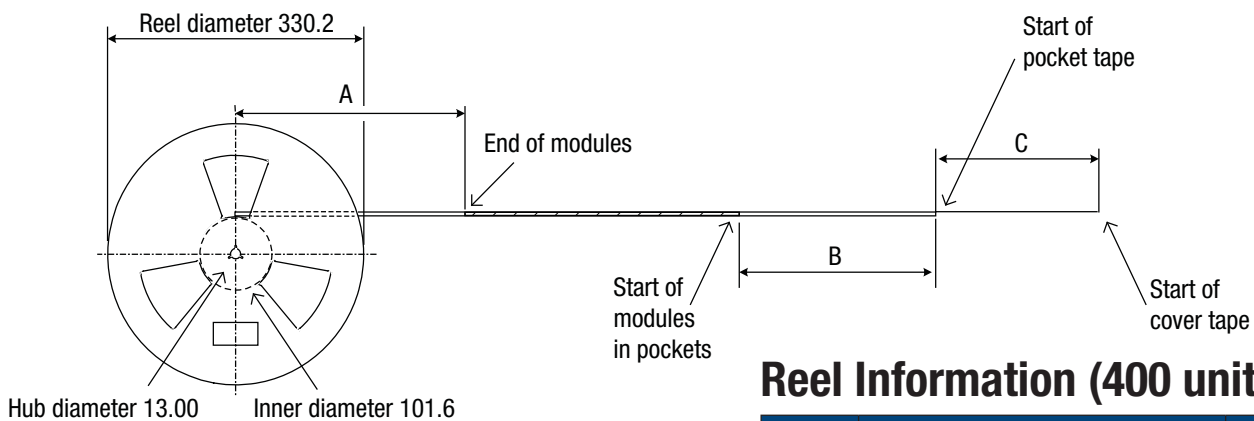 Reel diameter 330.2
A
End of modules
Start of
pocket tape
C
B
Start of
modules
in pockets
Start of
cover tape
Hub diameter 13.00
Inner diameter 101.6
Reel Information (400 unit